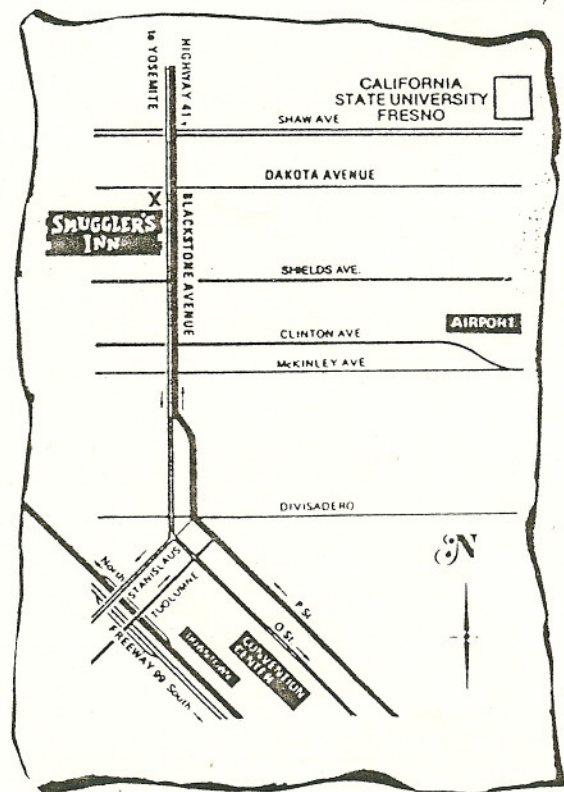 to YOSEMITE
HIGHWAY 41
CALIFORNIA
STATE UNIVERSITY
FRESNO
SHAW AVE
DAKOTA AVENUE
X
SMUGGLER'S
INN
BLACKSTONE AVENUE
SHIELDS AVE.
AIRPORT
CLINTON AVE
McKINLEY AVE
DIVISADERO
N
North
STANISLAUS
TUOLUMNE
P St
O St
CONVENTION
CENTER
FREEWAY 99 South